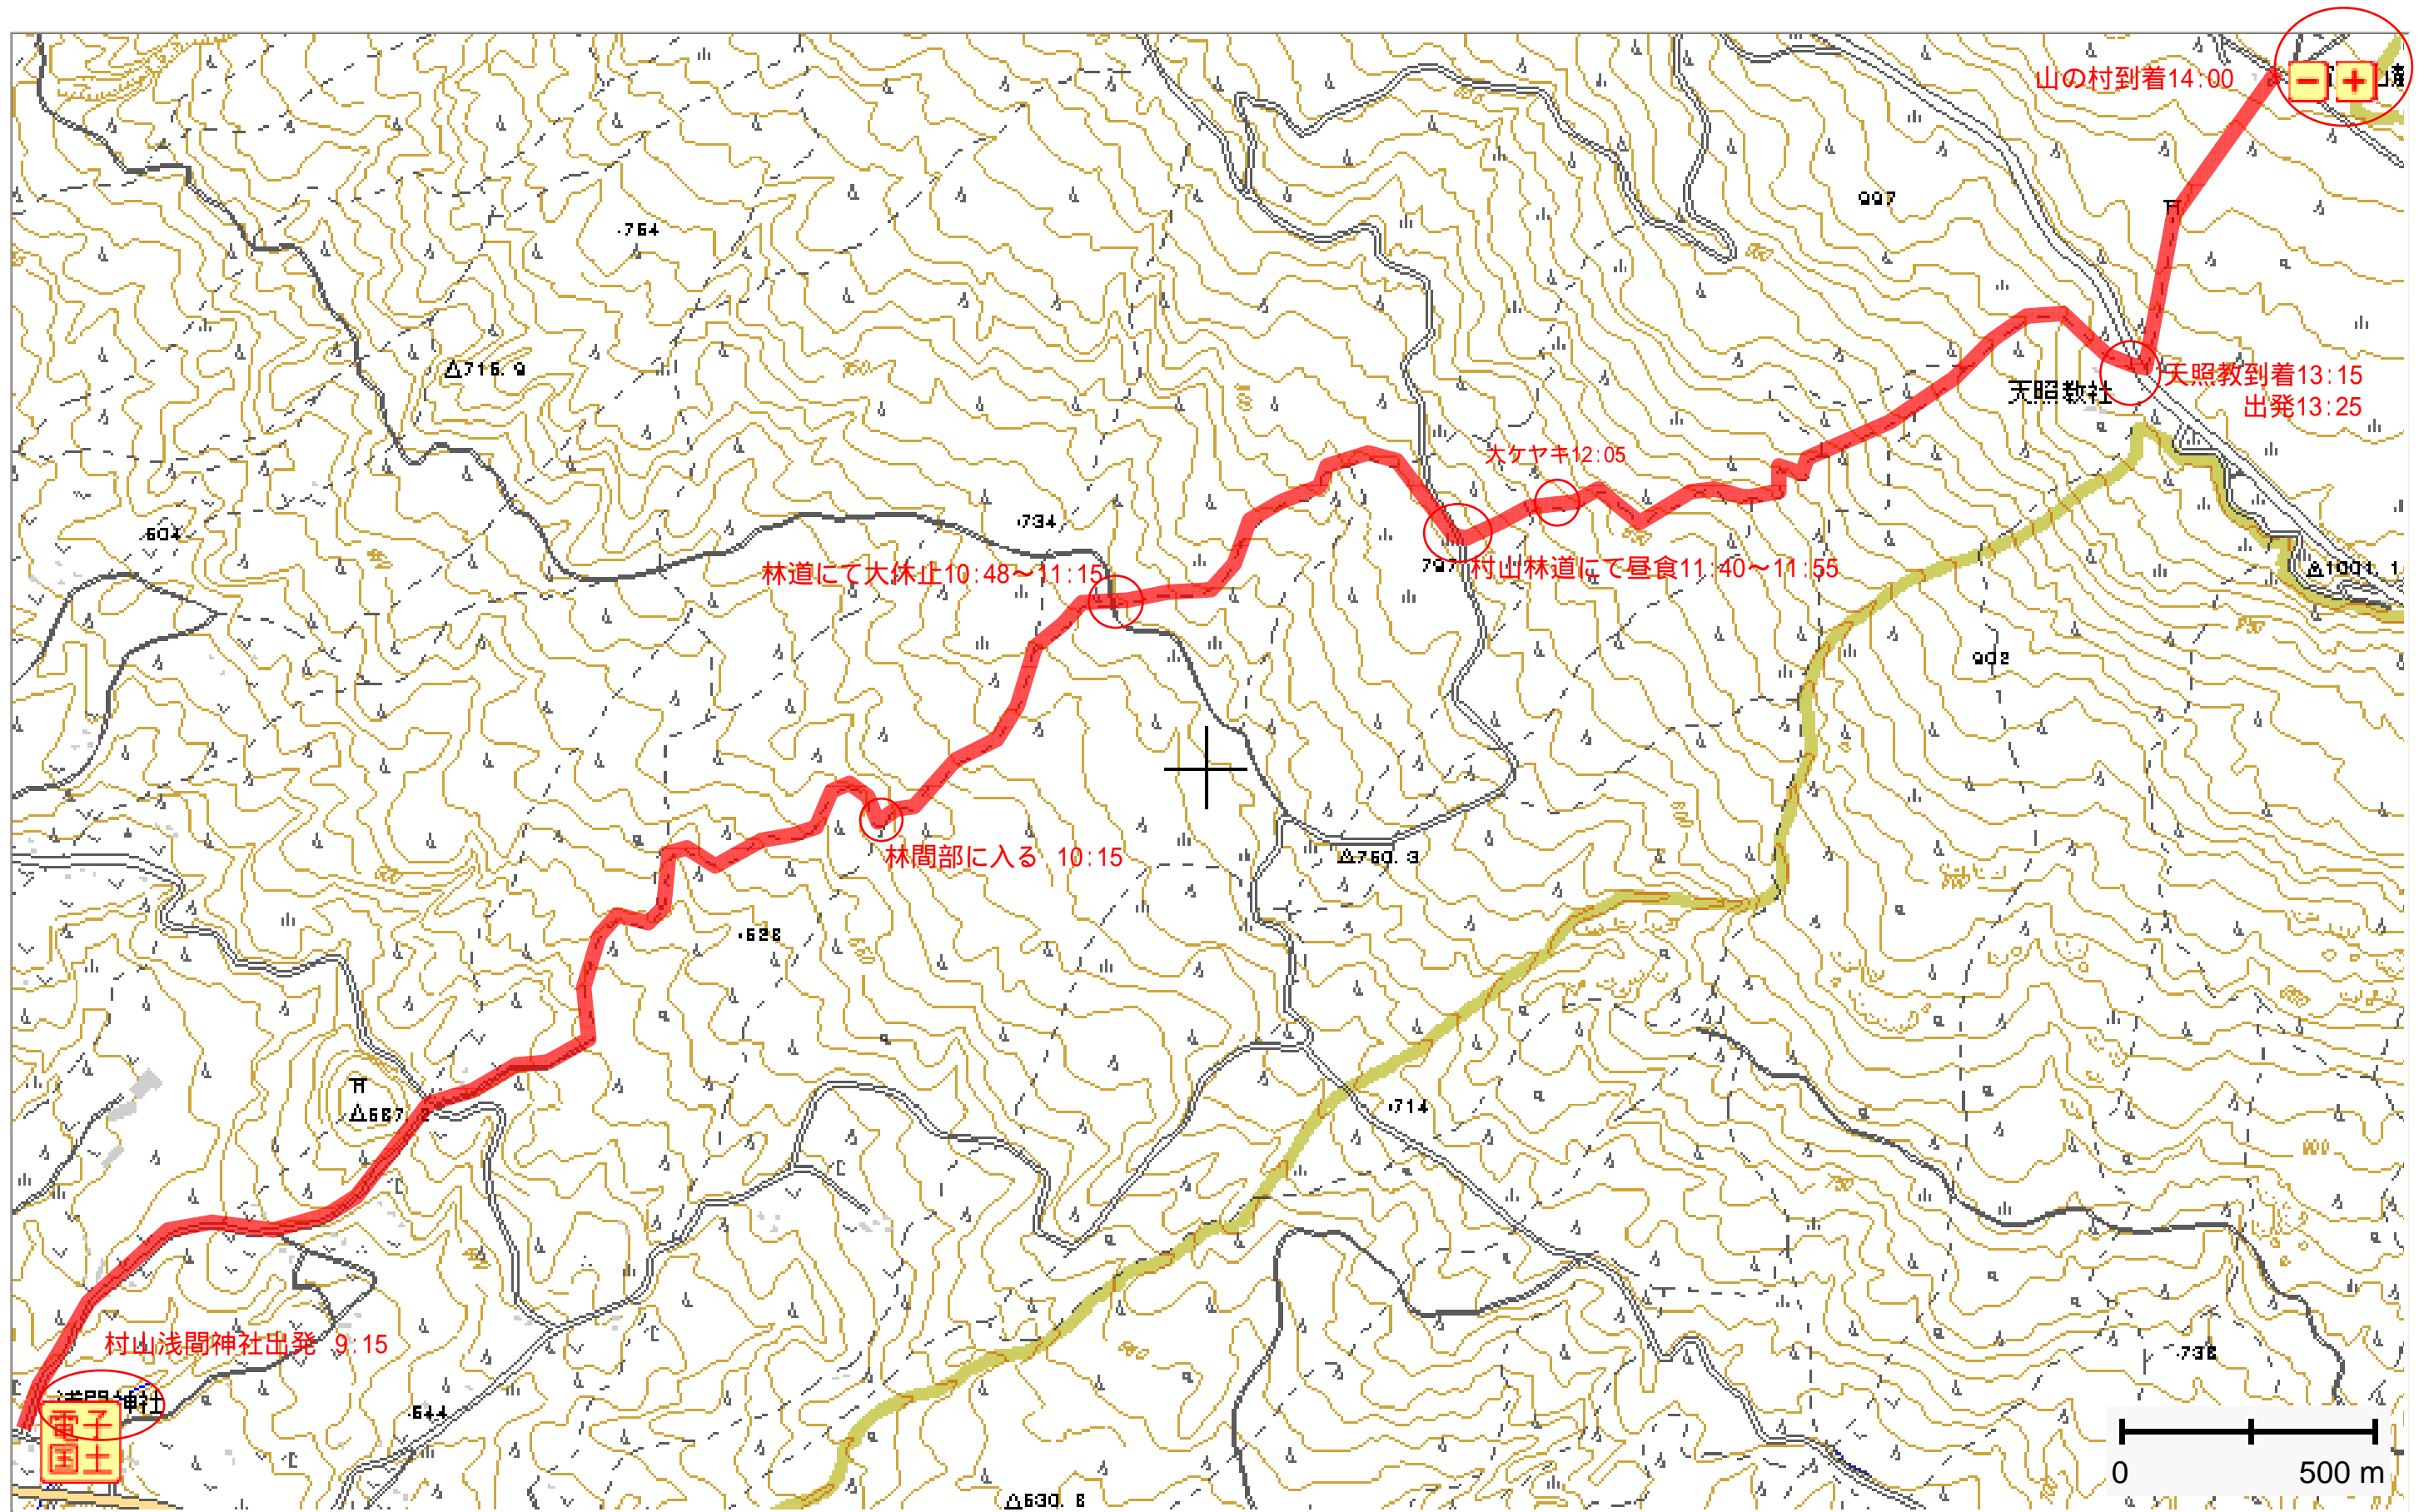 山の村到着14:00
997
・764
天照教到着13:15
出発13:25
天照教社
△716.9
大ケヤキ12:05
・734
604
林道にて大休止10:48～11:15
797
村山林道にて昼食11:40～11:55
902
林間部に入る 10:15
△760.3
・628
・714
村山浅間神社出発 9:15
浅間神社
・644
・738
電子
国土
0
500 m